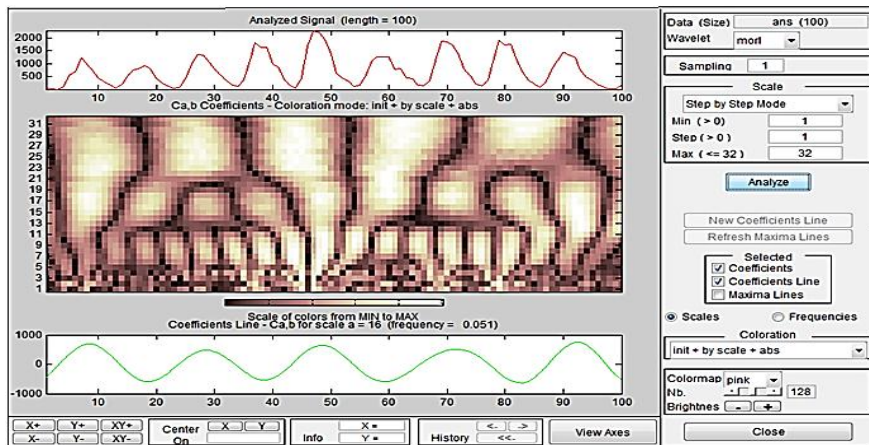 Analyzed Signal (length = 100)
2000
1500
1000
500
10 20 30 40 50 60 70 80 90 100
Ca,b Coefficients - Coloration mode: init + by scale + abs
31
29
27
25
23
21
19
17
15
13
11
9
7
5
3
1
Scale of colors from MIN to MAX
Coefficients Line - Ca,b for scale a = 16 (frequency = 0.051)
1000
0
-1000
10 20 30 40 50 60 70 80 90 100
X+ Y+ XY+
X- Y- XY-
Center On X Y
Info X = Y =
History <- -> <<-
View Axes
Data (Size) ans (100)
Wavelet morl
Sampling 1
Scale
Step by Step Mode
Min ( > 0) 1
Step ( > 0) 1
Max ( <= 32) 32
Analyze
New Coefficients Line
Refresh Maxima Lines
Selected
Coefficients
Coefficients Line
Maxima Lines
Scales Frequencies
Coloration
init + by scale + abs
Colormap pink
Nb. 128
Brightnes - +
Close